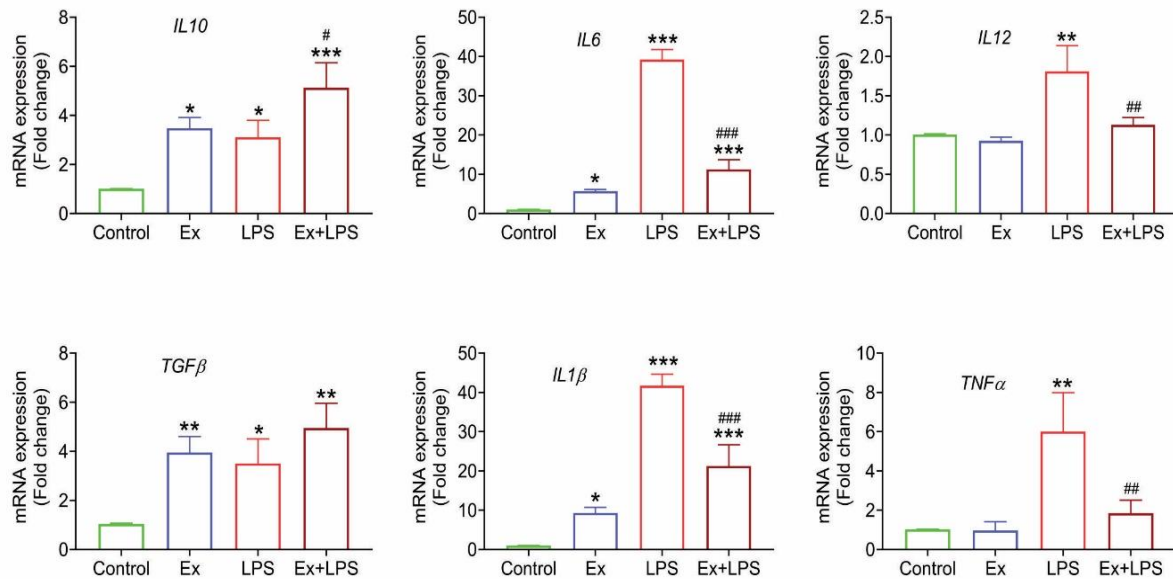 IL10
mRNA expression
(Fold change)
8
6
4
2
0
*
*
#
***
Control Ex LPS Ex+LPS
IL6
mRNA expression
(Fold change)
50
40
30
20
10
0
*
***
###
***
Control Ex LPS Ex+LPS
IL12
mRNA expression
(Fold change)
2.5
2.0
1.5
1.0
0.5
0.0
**
##
Control Ex LPS Ex+LPS
TGFβ
mRNA expression
(Fold change)
8
6
4
2
0
**
*
**
Control Ex LPS Ex+LPS
IL1β
mRNA expression
(Fold change)
50
40
30
20
10
0
*
***
###
***
Control Ex LPS Ex+LPS
TNFα
mRNA expression
(Fold change)
10
8
6
4
2
0
**
##
Control Ex LPS Ex+LPS